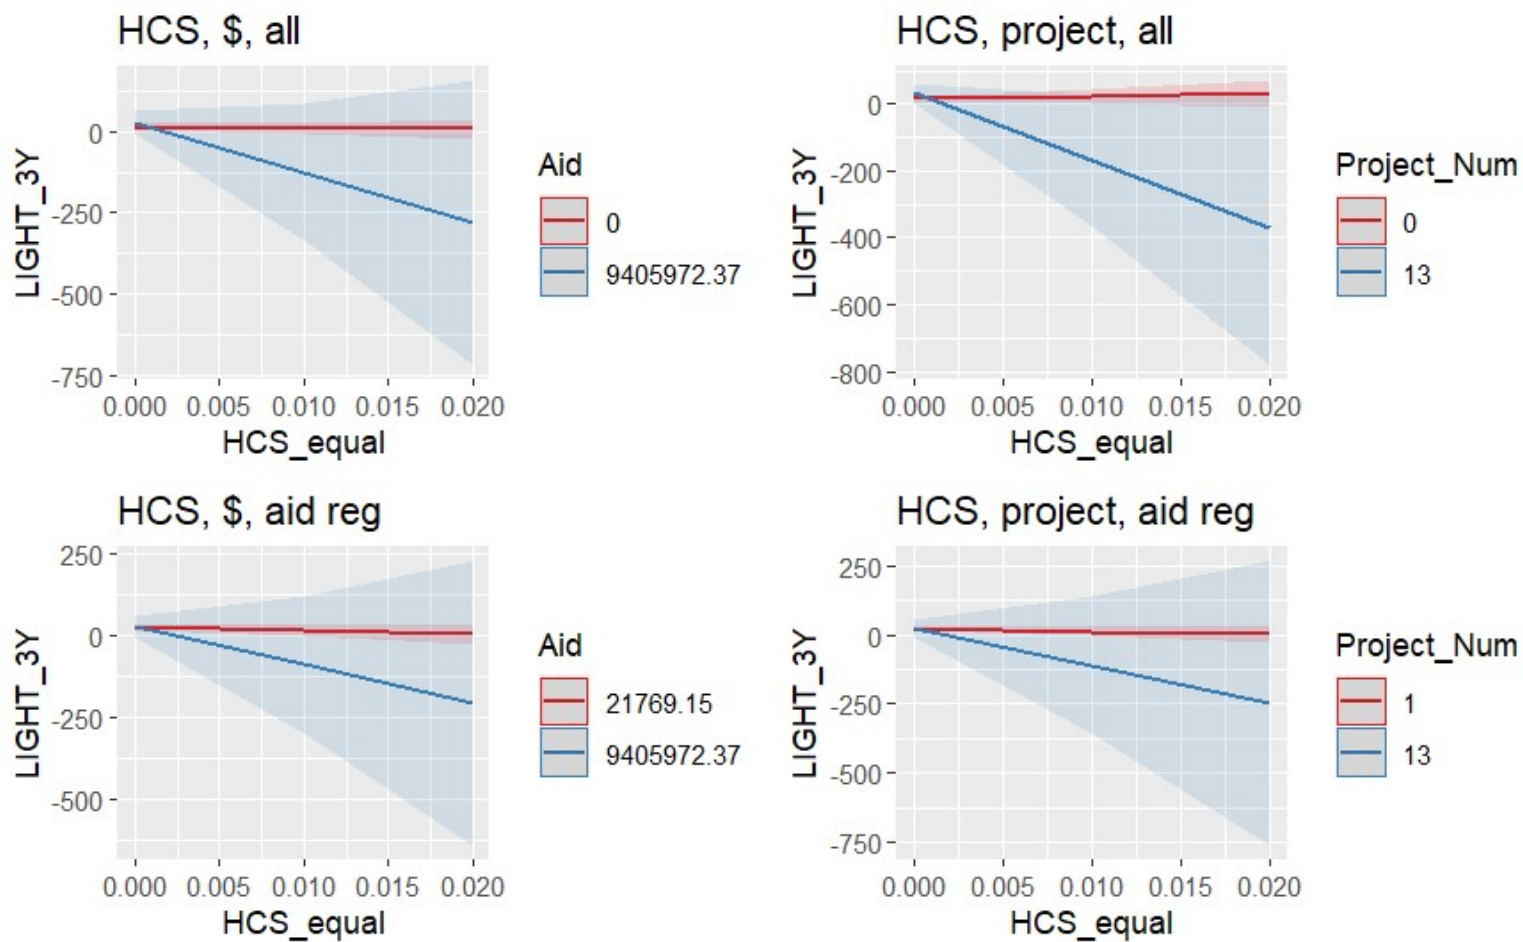 HCS, $, all
LIGHT_3Y
0
-250
-500
-750
0.000 0.005 0.010 0.015 0.020
HCS_equal
Aid
0
9405972.37
HCS, project, all
LIGHT_3Y
0
-200
-400
-600
-800
0.000 0.005 0.010 0.015 0.020
HCS_equal
Project_Num
0
13
HCS, $, aid reg
LIGHT_3Y
250
0
-250
-500
0.000 0.005 0.010 0.015 0.020
HCS_equal
Aid
21769.15
9405972.37
HCS, project, aid reg
LIGHT_3Y
250
0
-250
-500
-750
0.000 0.005 0.010 0.015 0.020
HCS_equal
Project_Num
1
13